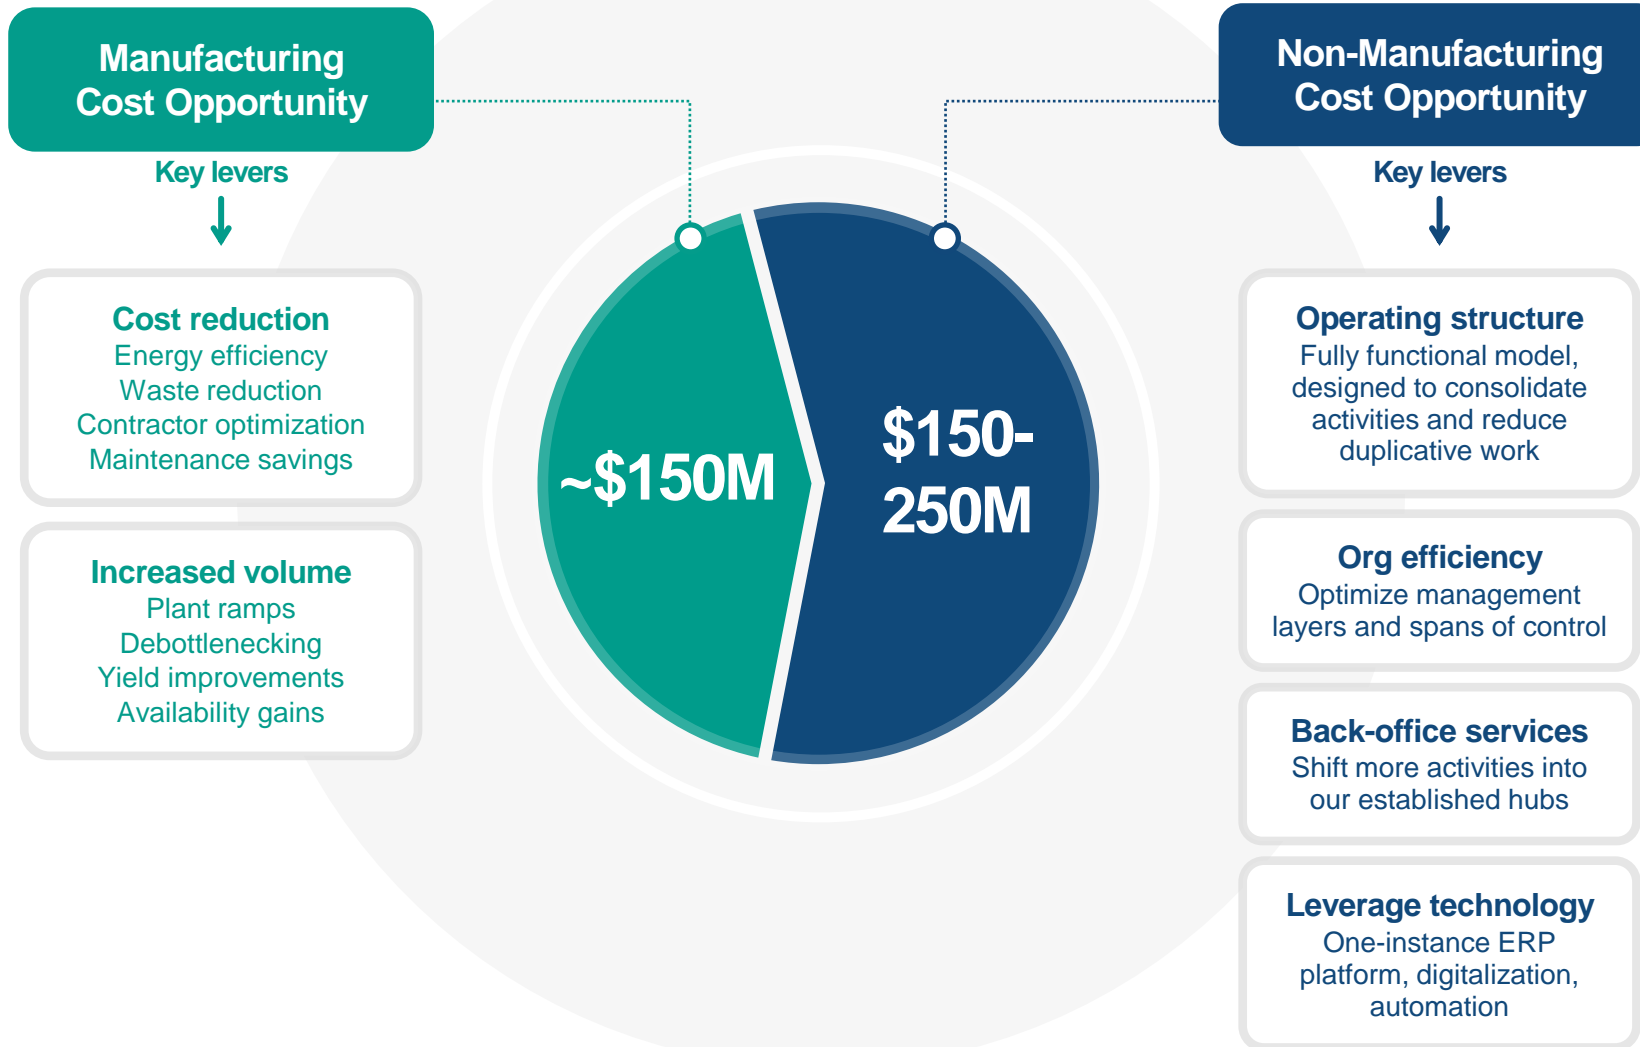 Manufacturing
Cost Opportunity
Key levers
Cost reduction
Energy efficiency
Waste reduction
Contractor optimization
Maintenance savings
Increased volume
Plant ramps
Debottlenecking
Yield improvements
Availability gains
~$150M
$150-
250M
Non-Manufacturing
Cost Opportunity
Key levers
Operating structure
Fully functional model,
designed to consolidate
activities and reduce
duplicative work
Org efficiency
Optimize management
layers and spans of control
Back-office services
Shift more activities into
our established hubs
Leverage technology
One-instance ERP
platform, digitalization,
automation